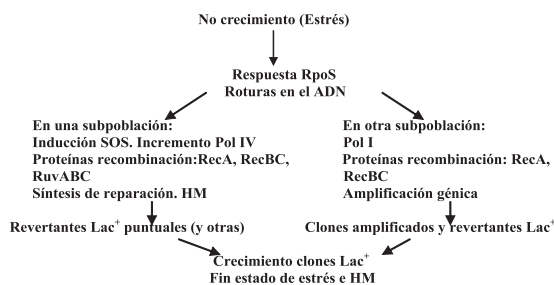 No crecimiento (Estrés)
Respuesta RpoS
Roturas en el ADN
En una subpoblación:
Inducción SOS. Incremento Pol IV
Proteínas recombinación:RecA, RecBC,
RuvABC
Síntesis de reparación. HM
En otra subpoblación:
Pol I
Proteínas recombinación: RecA,
RecBC
Amplificación génica
Revertantes Lac⁺ puntuales (y otras)
Clones amplificados y revertantes Lac⁺
Crecimiento clones Lac⁺
Fin estado de estrés e HM